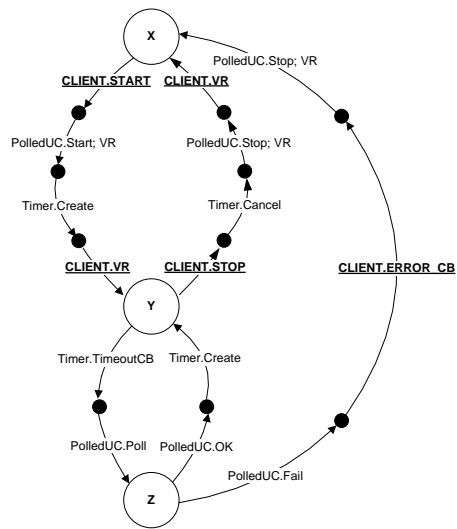 X
PolledUC.Stop; VR
CLIENT.START
CLIENT.VR
PolledUC.Start; VR
PolledUC.Stop; VR
Timer.Create
Timer.Cancel
CLIENT.VR
CLIENT.STOP
CLIENT.ERROR_CB
Y
Timer.TimeoutCB
Timer.Create
PolledUC.Poll
PolledUC.OK
PolledUC.Fail
Z